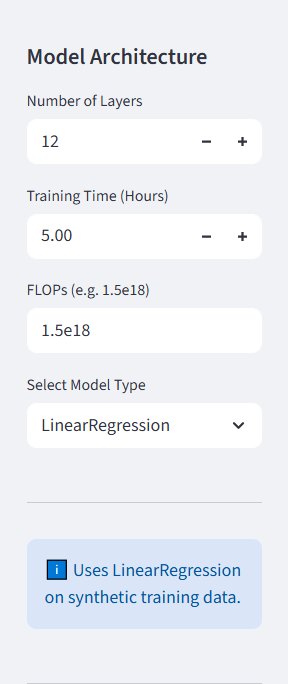 Model Architecture
Number of Layers
12
Training Time (Hours)
5.00
FLOPs (e.g. 1.5e18)
1.5e18
Select Model Type
LinearRegression
ℹ️ Uses LinearRegression
on synthetic training data.